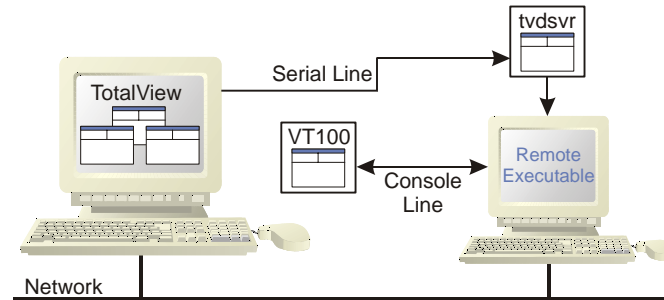 tvdsvr
Serial Line
TotalView
VT100
Remote
Executable
Console
Line
Network